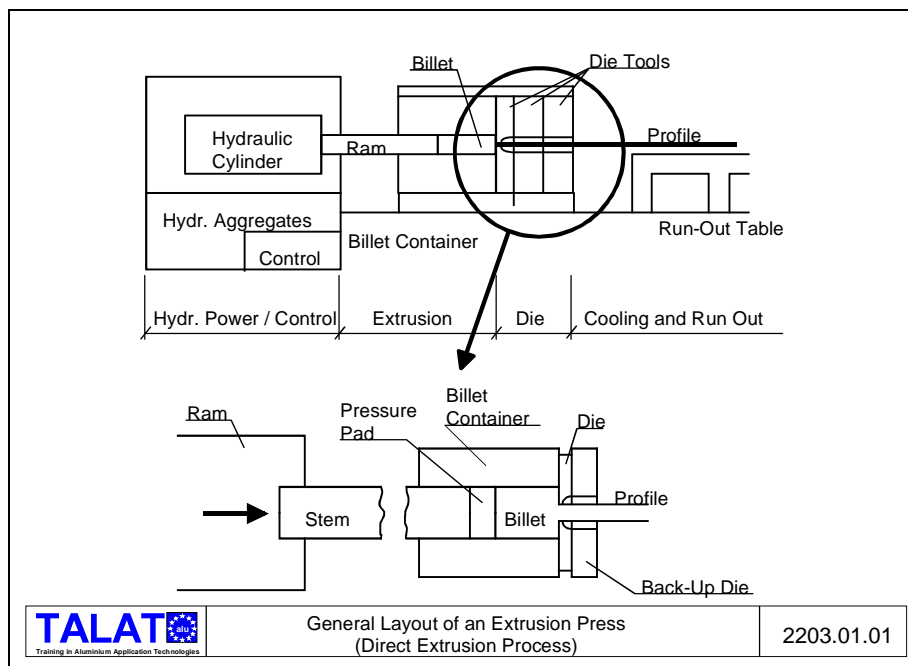 Billet
Die Tools
Hydraulic
Cylinder
Ram
Profile
Hydr. Aggregates
Control
Billet Container
Run-Out Table
Hydr. Power / Control
Extrusion
Die
Cooling and Run Out
Ram
Pressure
Pad
Billet
Container
Die
Stem
Billet
Profile
Back-Up Die
TALAT
alu
Training in Aluminium Application Technologies
General Layout of an Extrusion Press
(Direct Extrusion Process)
2203.01.01